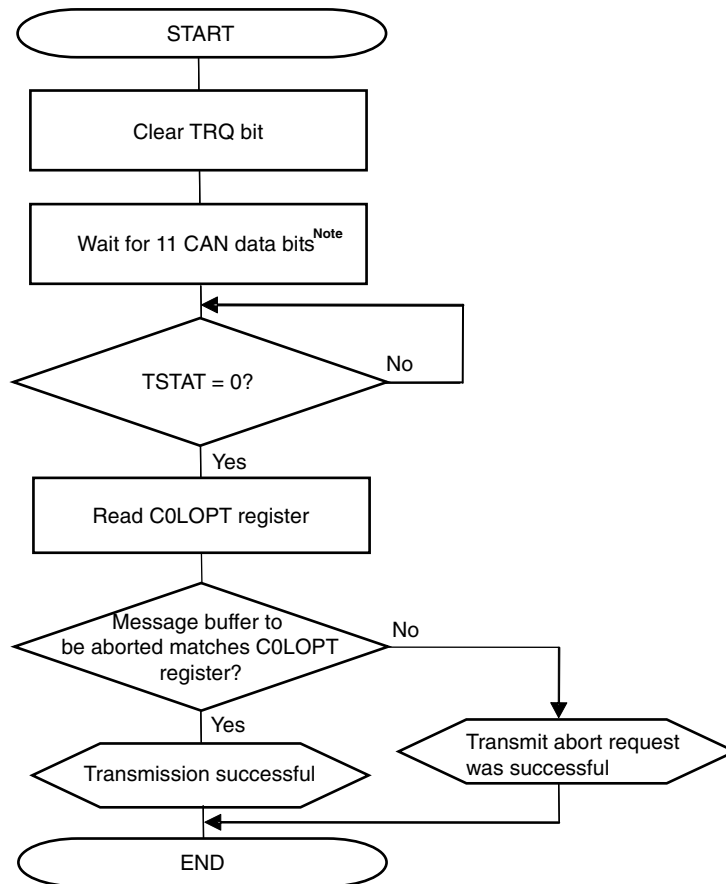 START
Clear TRQ bit
Wait for 11 CAN data bits Note
TSTAT = 0?
No
Yes
Read C0LOPT register
Message buffer to
be aborted matches C0LOPT
register?
No
Yes
Transmission successful
Transmit abort request
was successful
END